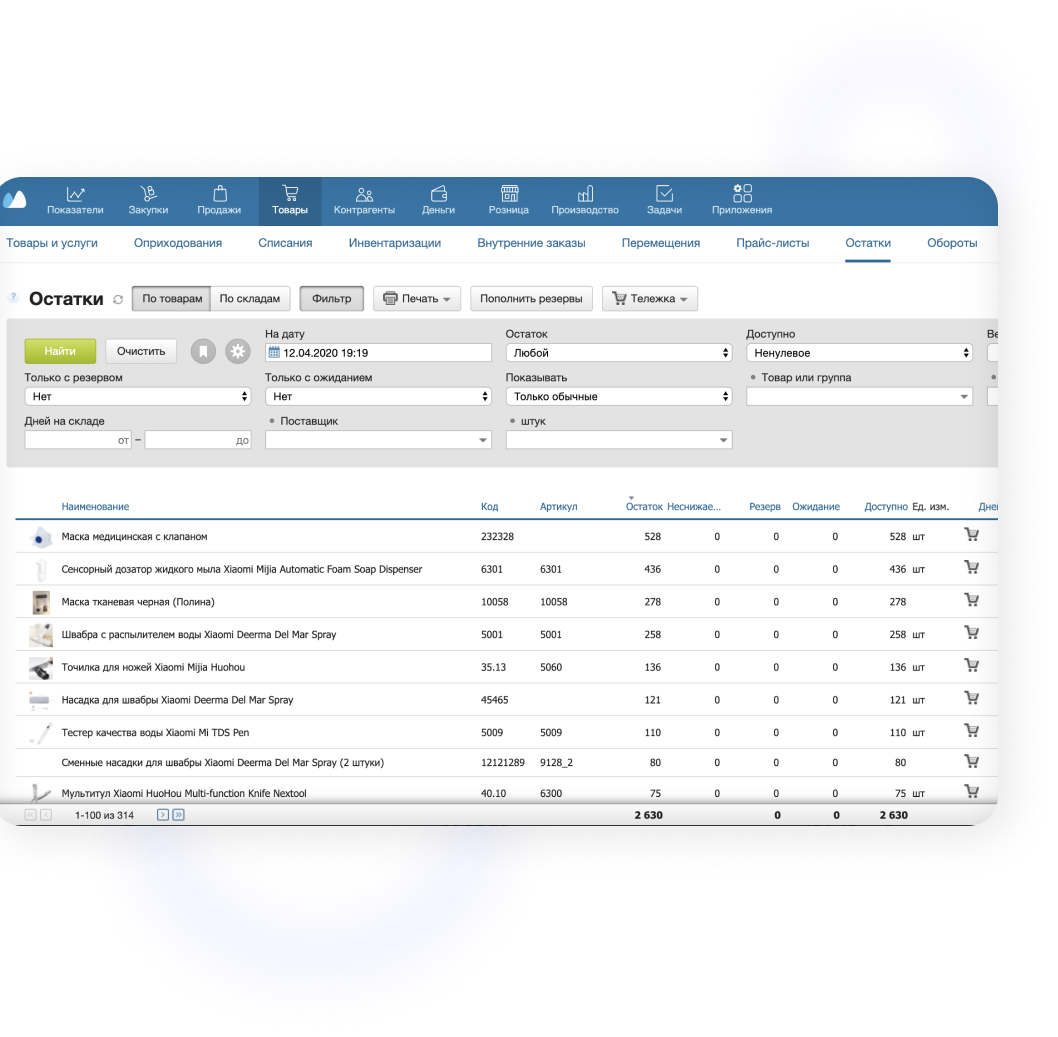 Показатели Закупки Продажи Товары Контрагенты Деньги Розница Производство Задачи Приложения
Товары и услуги Оприходования Списания Инвентаризации Внутренние заказы Перемещения Прайс-листы Остатки Обороты
? Остатки По товарам По складам Фильтр Печать Пополнить резервы Тележка
Найти Очистить
На дату Остаток Доступно Ве
12.04.2020 19:19 Любой Ненулевое
Только с резервом Только с ожиданием Показывать Товар или группа
Нет Нет Только обычные
Дней на складе Поставщик штук
от – до
Наименование Код Артикул Остаток Неснижае... Резерв Ожидание Доступно Ед. изм. Дней
Маска медицинская с клапаном 232328 528 0 0 0 528 шт
Сенсорный дозатор жидкого мыла Xiaomi Mijia Automatic Foam Soap Dispenser 6301 6301 436 0 0 0 436 шт
Маска тканевая черная (Полина) 10058 10058 278 0 0 0 278
Швабра с распылителем воды Xiaomi Deerma Del Mar Spray 5001 5001 258 0 0 0 258 шт
Точилка для ножей Xiaomi Mijia Huohou 35.13 5060 136 0 0 0 136 шт
Насадка для швабры Xiaomi Deerma Del Mar Spray 45465 121 0 0 0 121 шт
Тестер качества воды Xiaomi Mi TDS Pen 5009 5009 110 0 0 0 110 шт
Сменные насадки для швабры Xiaomi Deerma Del Mar Spray (2 штуки) 12121289 9128_2 80 0 0 0 80
Мультитул Xiaomi HuoHou Multi-function Knife Nextool 40.10 6300 75 0 0 0 75 шт
1-100 из 314 2 630 0 0 2 630